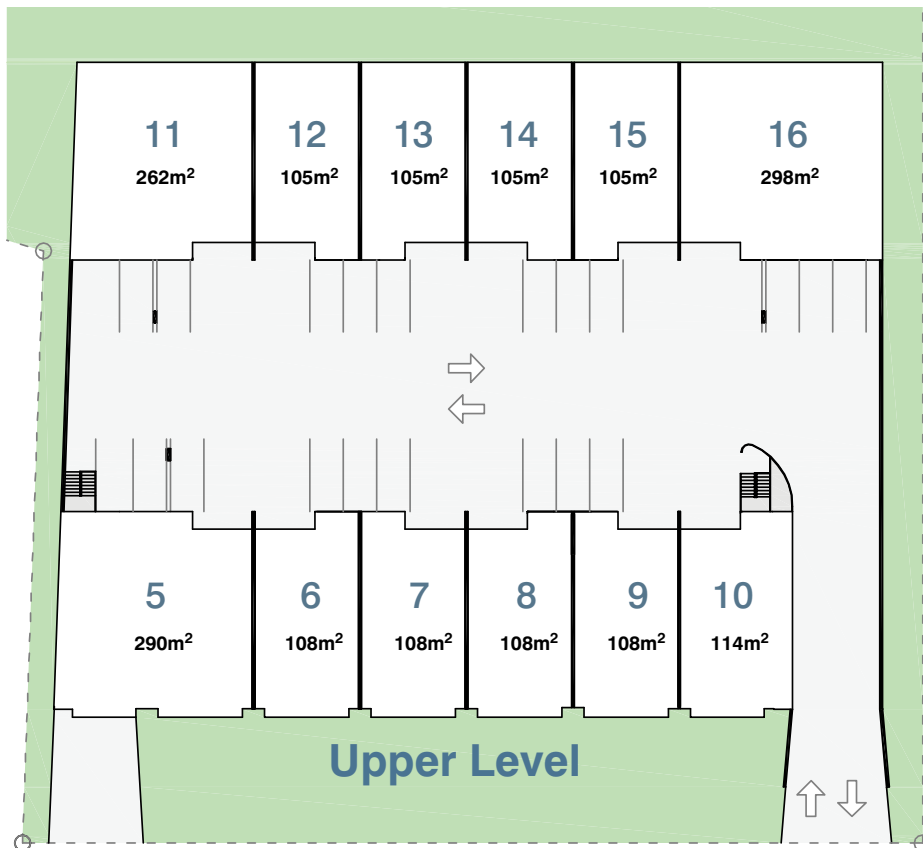 11 12 13 14 15 16
262m² 105m² 105m² 105m² 105m² 298m²
5 6 7 8 9 10
290m² 108m² 108m² 108m² 108m² 114m²
Upper Level